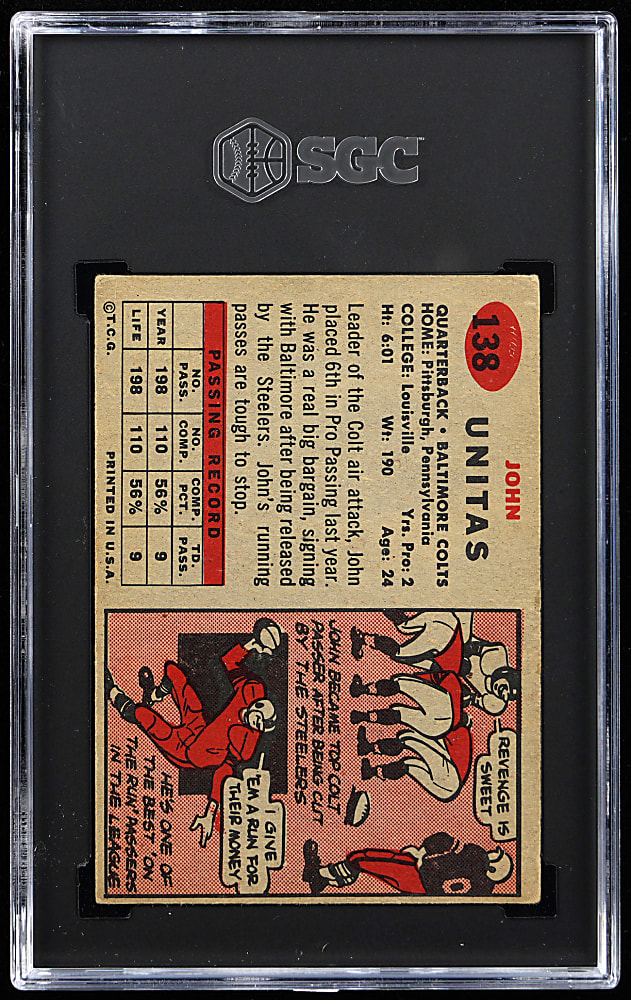 SGC
138
JOHN
UNITAS
QUARTERBACK • BALTIMORE COLTS
HOME: Pittsburgh, Pennsylvania
COLLEGE: Louisville Yrs. Pro: 2
Ht: 6:01 Wt: 190 Age: 24
Leader of the Colt air attack, John
placed 6th in Pro Passing last year.
He was a real big bargain, signing
with Baltimore after being released
by the Steelers. John's running
passes are tough to stop.
PASSING RECORD
NO. PASS. NO. COMP. COMP. PCT. TD. PASS.
YEAR 198 110 56% 9
LIFE 198 110 56% 9
©T.C.G. PRINTED IN U.S.A.
REVENGE IS
SWEET
JOHN BECAME TOP COLT
PASSER AFTER BEING CUT
BY THE STEELERS
I GIVE
'EM A RUN FOR
THEIR MONEY
HE'S ONE OF
THE BEST 'ON
THE RUN' PASSERS
IN THE LEAGUE